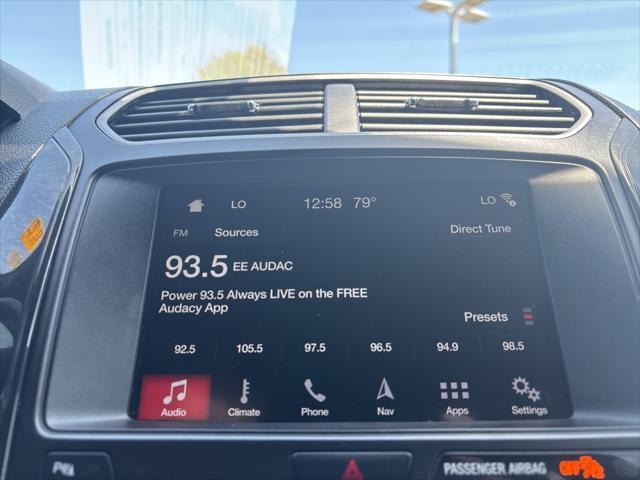 LO 12:58 79° LO
FM Sources Direct Tune
93.5 EE AUDAC
Power 93.5 Always LIVE on the FREE
Audacy App
Presets
92.5 105.5 97.5 96.5 94.9 98.5
Audio Climate Phone Nav Apps Settings
PASSENGER AIRBAG OFF